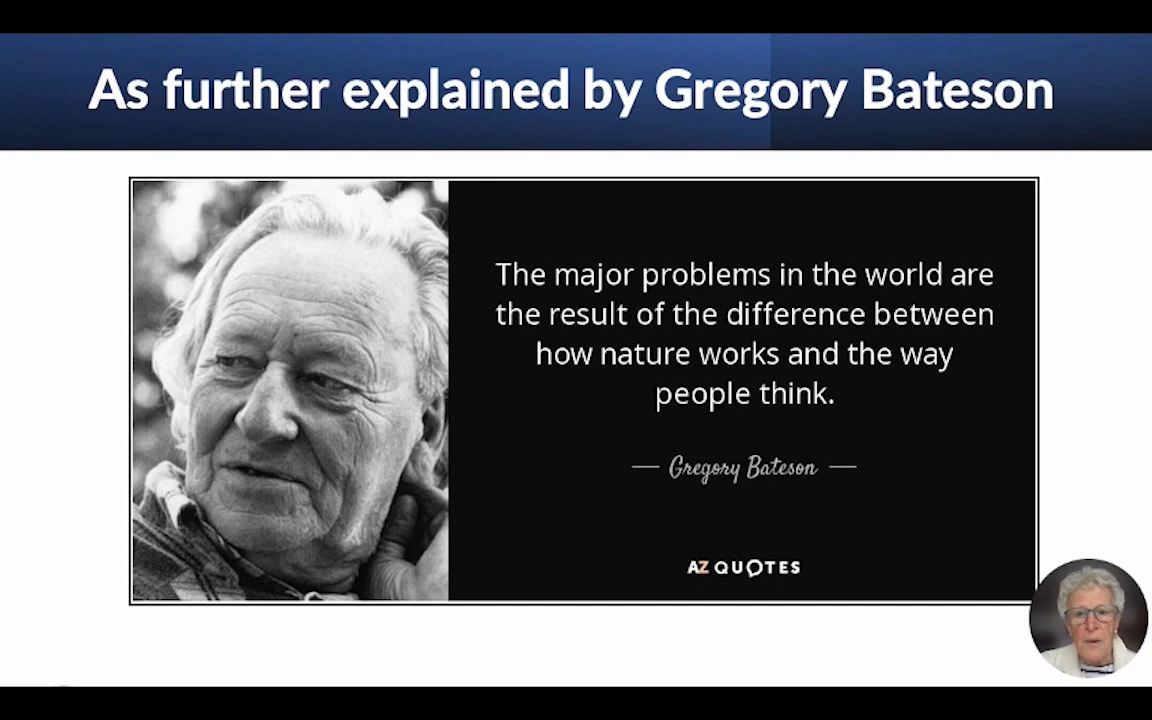 As further explained by Gregory Bateson
The major problems in the world are
the result of the difference between
how nature works and the way
people think.
— Gregory Bateson —
AZ QUOTES